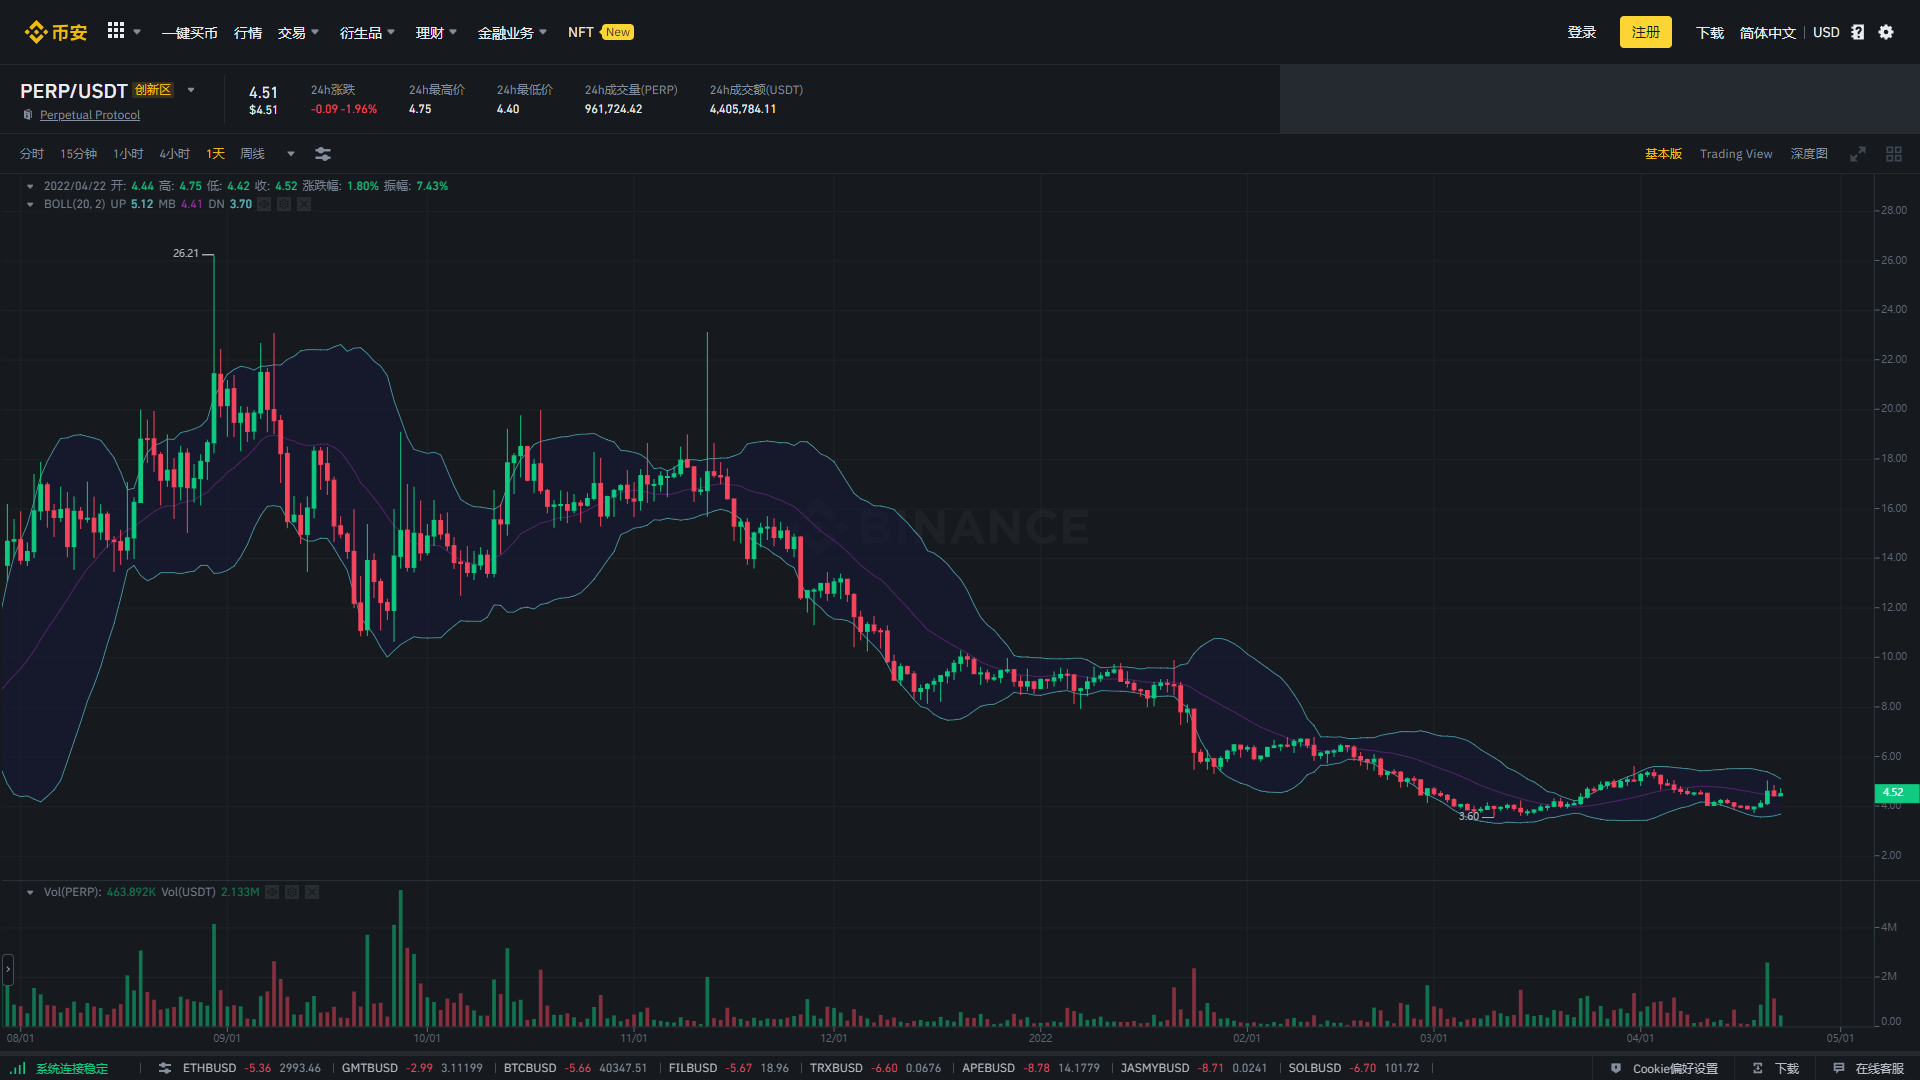 币安 一键买币 行情 交易 衍生品 理财 金融业务 NFT New 登录 注册 下载 简体中文 USD
PERP/USDT 创新区
Perpetual Protocol
4.51
$4.51
24h涨跌
-0.09 -1.96%
24h最高价
4.75
24h最低价
4.40
24h成交量(PERP)
961,724.42
24h成交额(USDT)
4,405,784.11
分时 15分钟 1小时 4小时 1天 周线 基本版 Trading View 深度图
2022/04/22 开: 4.44 高: 4.75 低: 4.42 收: 4.52 涨跌幅: 1.80% 振幅: 7.43%
BOLL(20, 2) UP 5.12 MB 4.41 DN 3.70
28.00
26.21
26.00
24.00
22.00
20.00
18.00
16.00
BINANCE
14.00
12.00
10.00
8.00
6.00
4.52
4.00
3.60
2.00
Vol(PERP): 463.892K Vol(USDT) 2.133M
4M
2M
0.00
08/01 09/01 10/01 11/01 12/01 2022 02/01 03/01 04/01 05/01
系统连接稳定 ETHBUSD -5.36 2993.46 GMTBUSD -2.99 3.11199 BTCBUSD -5.66 40347.51 FILBUSD -5.67 18.96 TRXBUSD -6.60 0.0676 APEBUSD -8.78 14.1779 JASMYBUSD -8.71 0.0241 SOLBUSD -6.70 101.72 Cookie偏好设置 下载 在线客服